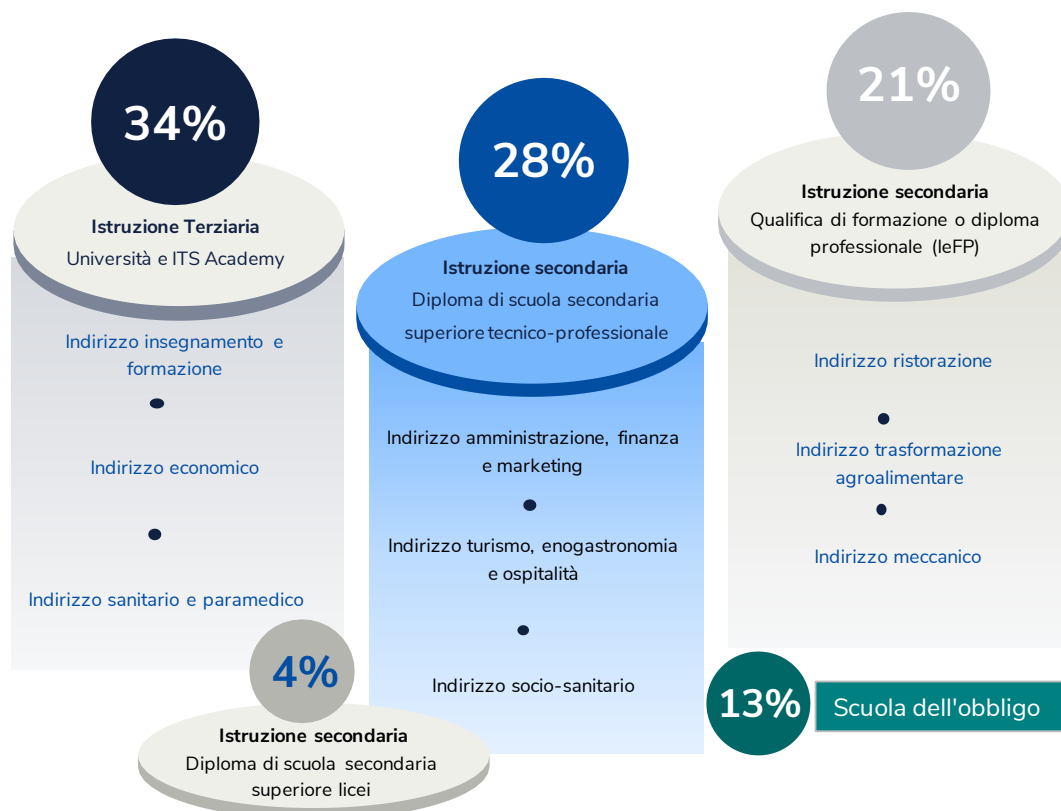 34%
Istruzione Terziaria
Università e ITS Academy
Indirizzo insegnamento e
formazione
Indirizzo economico
Indirizzo sanitario e paramedico
28%
Istruzione secondaria
Diploma di scuola secondaria
superiore tecnico-professionale
Indirizzo amministrazione, finanza
e marketing
Indirizzo turismo, enogastronomia
e ospitalità
Indirizzo socio-sanitario
21%
Istruzione secondaria
Qualifica di formazione o diploma
professionale (IeFP)
Indirizzo ristorazione
Indirizzo trasformazione
agroalimentare
Indirizzo meccanico
4%
Istruzione secondaria
Diploma di scuola secondaria
superiore licei
13%
Scuola dell'obbligo